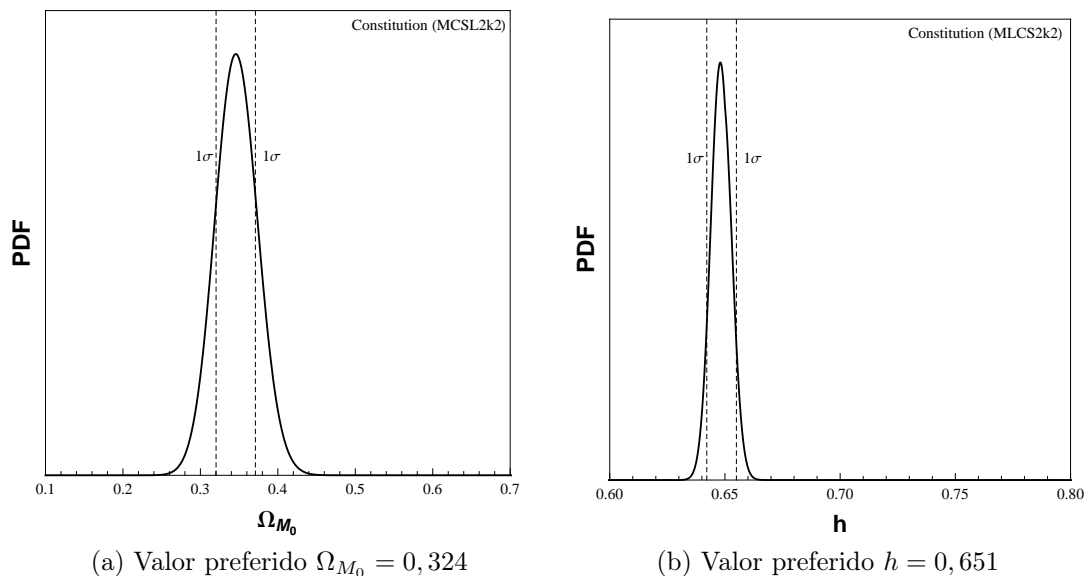 Constitution (MCSL2k2)
1σ 1σ
PDF
0.1 0.2 0.3 0.4 0.5 0.6 0.7
Ω_{M_0}
(a) Valor preferido Ω_{M_0} = 0,324
Constitution (MLCS2k2)
1σ 1σ
PDF
0.60 0.65 0.70 0.75 0.80
h
(b) Valor preferido h = 0,651